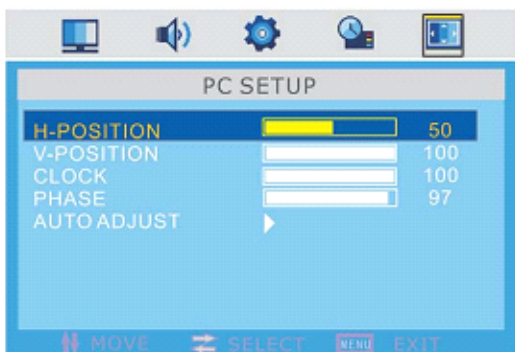 PC SETUP
H-POSITION 50
V-POSITION 100
CLOCK 100
PHASE 97
AUTO ADJUST
MOVE SELECT MENU EXIT